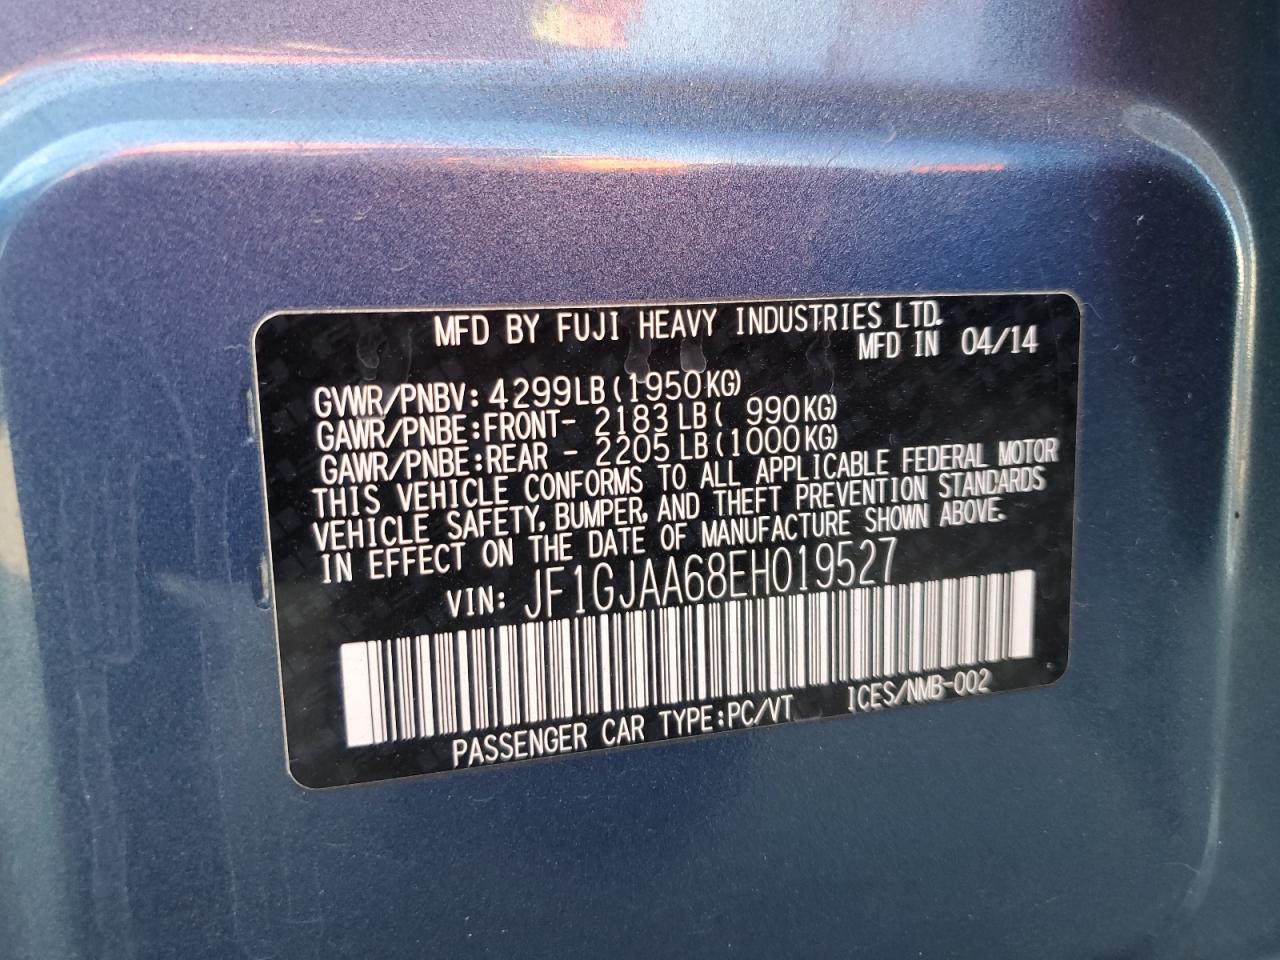 MFD BY FUJI HEAVY INDUSTRIES LTD.
MFD IN 04/14
GVWR/PNBV: 4299LB (1950KG)
GAWR/PNBE:FRONT- 2183 LB ( 990KG)
GAWR/PNBE:REAR - 2205 LB (1000KG)
THIS VEHICLE CONFORMS TO ALL APPLICABLE FEDERAL MOTOR
VEHICLE SAFETY, BUMPER, AND THEFT PREVENTION STANDARDS
IN EFFECT ON THE DATE OF MANUFACTURE SHOWN ABOVE.
VIN: JF1GJAA68EH019527
PASSENGER CAR TYPE:PC/VT ICES/NMB-002